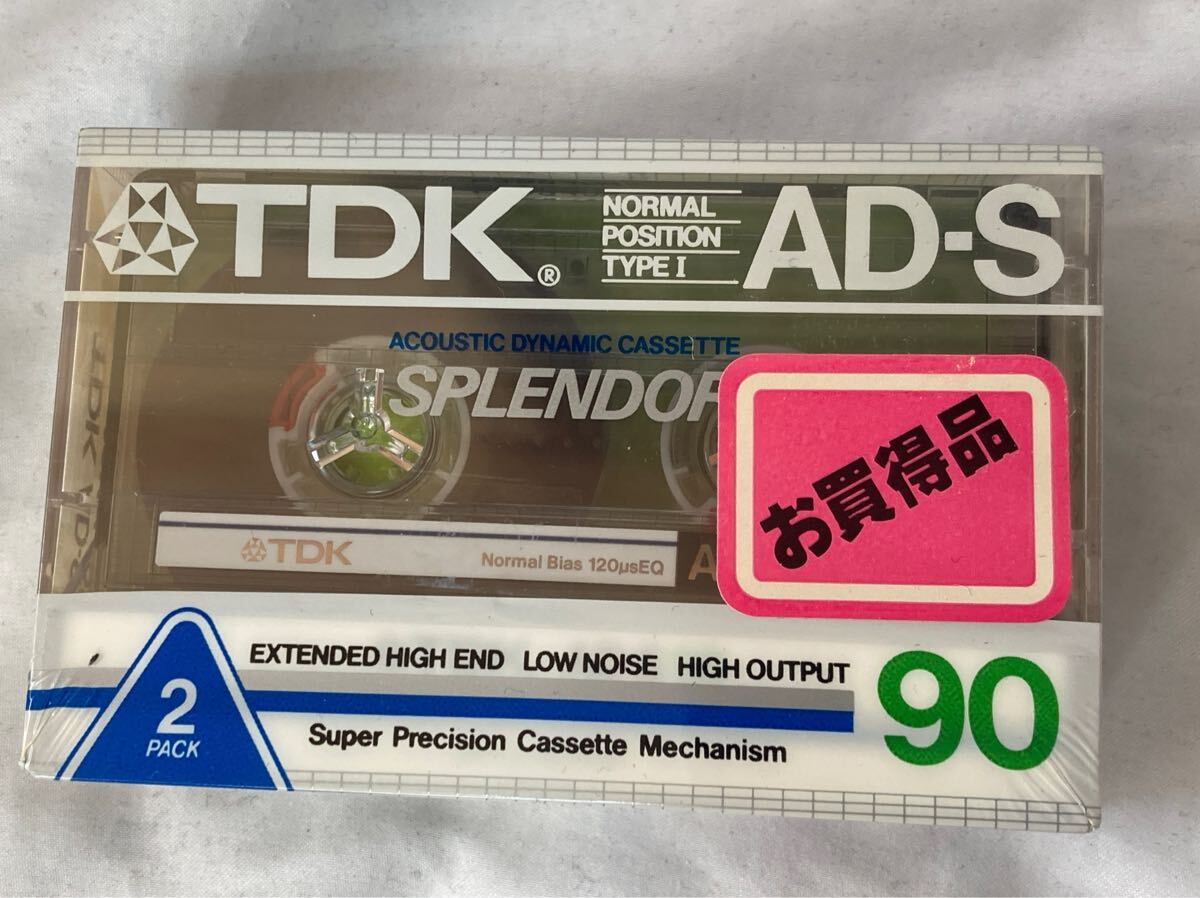 TDK®
NORMAL
POSITION
TYPE I
AD-S
ACOUSTIC DYNAMIC CASSETTE
SPLENDOR
お買得品
TDK
Normal Bias 120μsEQ
A
EXTENDED HIGH END LOW NOISE HIGH OUTPUT
90
2
PACK
Super Precision Cassette Mechanism